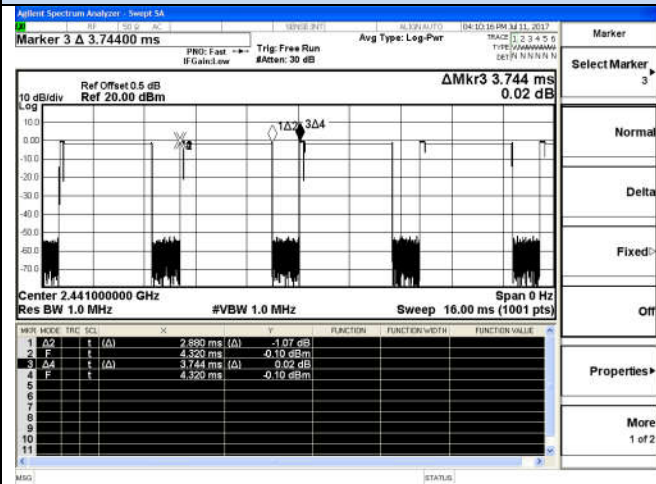 Agilent Spectrum Analyzer - Swept SA
RF 50 Ω AC SENSE:INT ALIGN AUTO 04:10:16 PM Jul 11, 2017
Marker 3 Δ 3.74400 ms
PNO: Fast Trig: Free Run
IFGain:Low #Atten: 30 dB
Avg Type: Log-Pwr
TRACE 1 2 3 4 5 6
TYPE
DET N N N N N N
Marker
Select Marker
3
Normal
Delta
Fixed
Off
Properties
More
1 of 2
Ref Offset 0.5 dB
10 dB/div Ref 20.00 dBm
Log
ΔMkr3 3.744 ms
0.02 dB
10.0
0.00
-10.0
-20.0
-30.0
-40.0
-50.0
-60.0
-70.0
1Δ2 3Δ4
Center 2.441000000 GHz Span 0 Hz
Res BW 1.0 MHz #VBW 1.0 MHz Sweep 16.00 ms (1001 pts)
MKR MODE TRC SCL X Y FUNCTION FUNCTION WIDTH FUNCTION VALUE
1 Δ2 t (Δ) 2.880 ms (Δ) -1.07 dB
2 F t 4.320 ms -0.10 dBm
3 Δ4 t (Δ) 3.744 ms (Δ) 0.02 dB
4 F t 4.320 ms -0.10 dBm
5
6
7
8
9
10
11
MSG STATUS